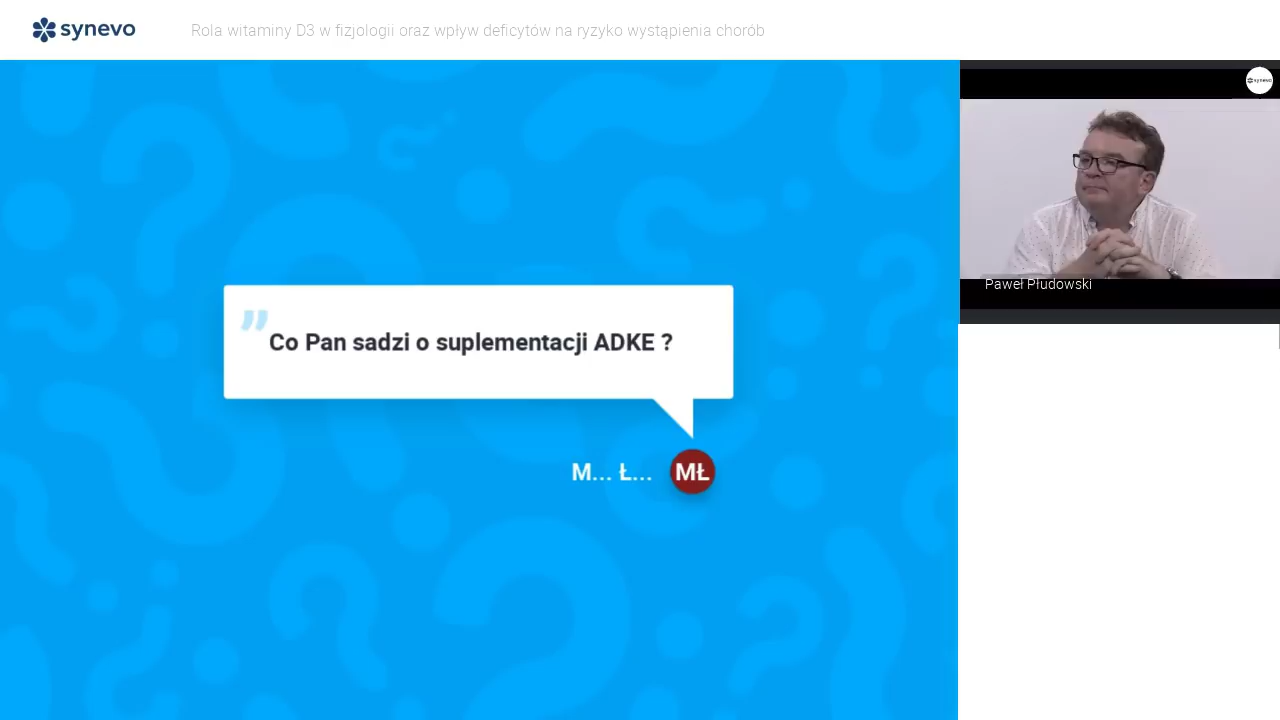 synevo
Rola witaminy D3 w fizjologii oraz wpływ deficytów na ryzyko wystąpienia chorób
synevo
Paweł Płudowski
” Co Pan sadzi o suplementacji ADKE ?
M... Ł... MŁ